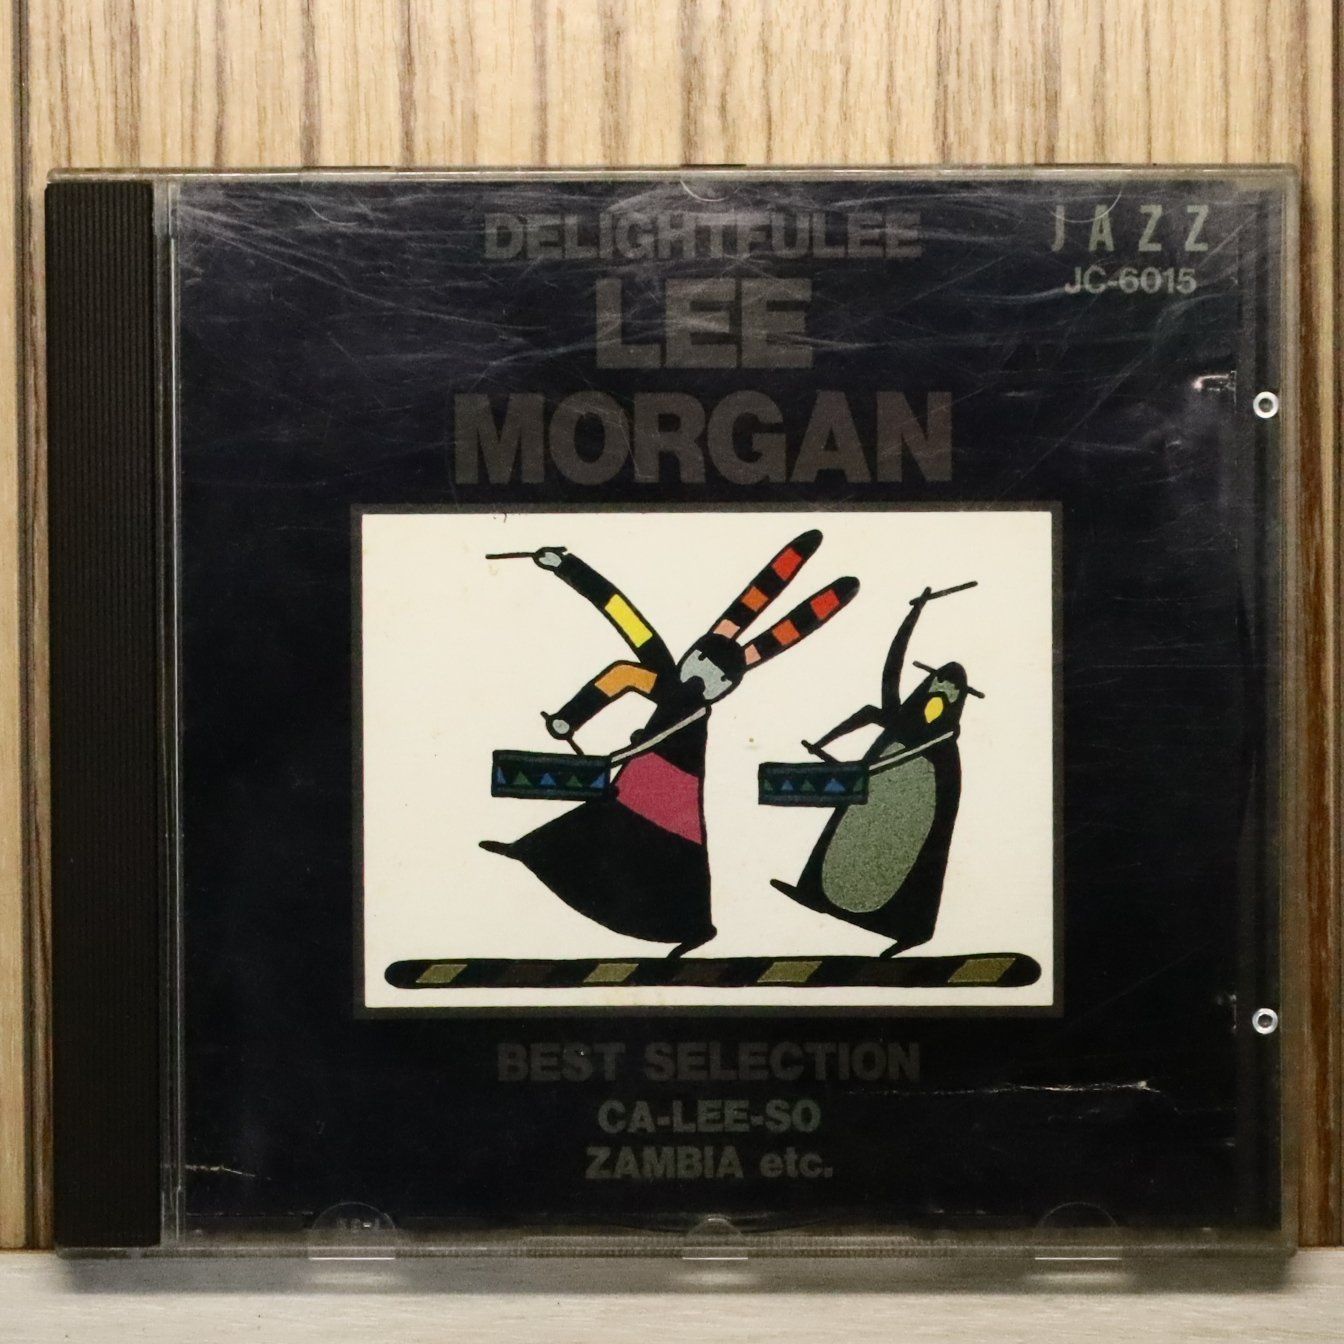 DELIGHTFULEE
JAZZ
JC-6015
LEE
MORGAN
BEST SELECTION
CA-LEE-SO
ZAMBIA etc.